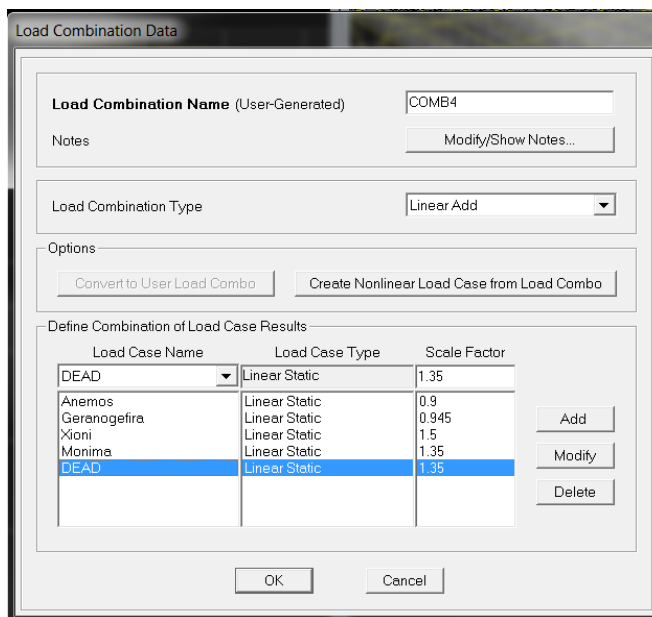 Load Combination Data
Load Combination Name (User-Generated) COMB4
Notes Modify/Show Notes...
Load Combination Type Linear Add
Options
Convert to User Load Combo Create Nonlinear Load Case from Load Combo
Define Combination of Load Case Results
Load Case Name Load Case Type Scale Factor
DEAD Linear Static 1.35
Anemos Linear Static 0.9
Geranogefira Linear Static 0.945
Xioni Linear Static 1.5
Monima Linear Static 1.35
DEAD Linear Static 1.35
Add
Modify
Delete
OK Cancel